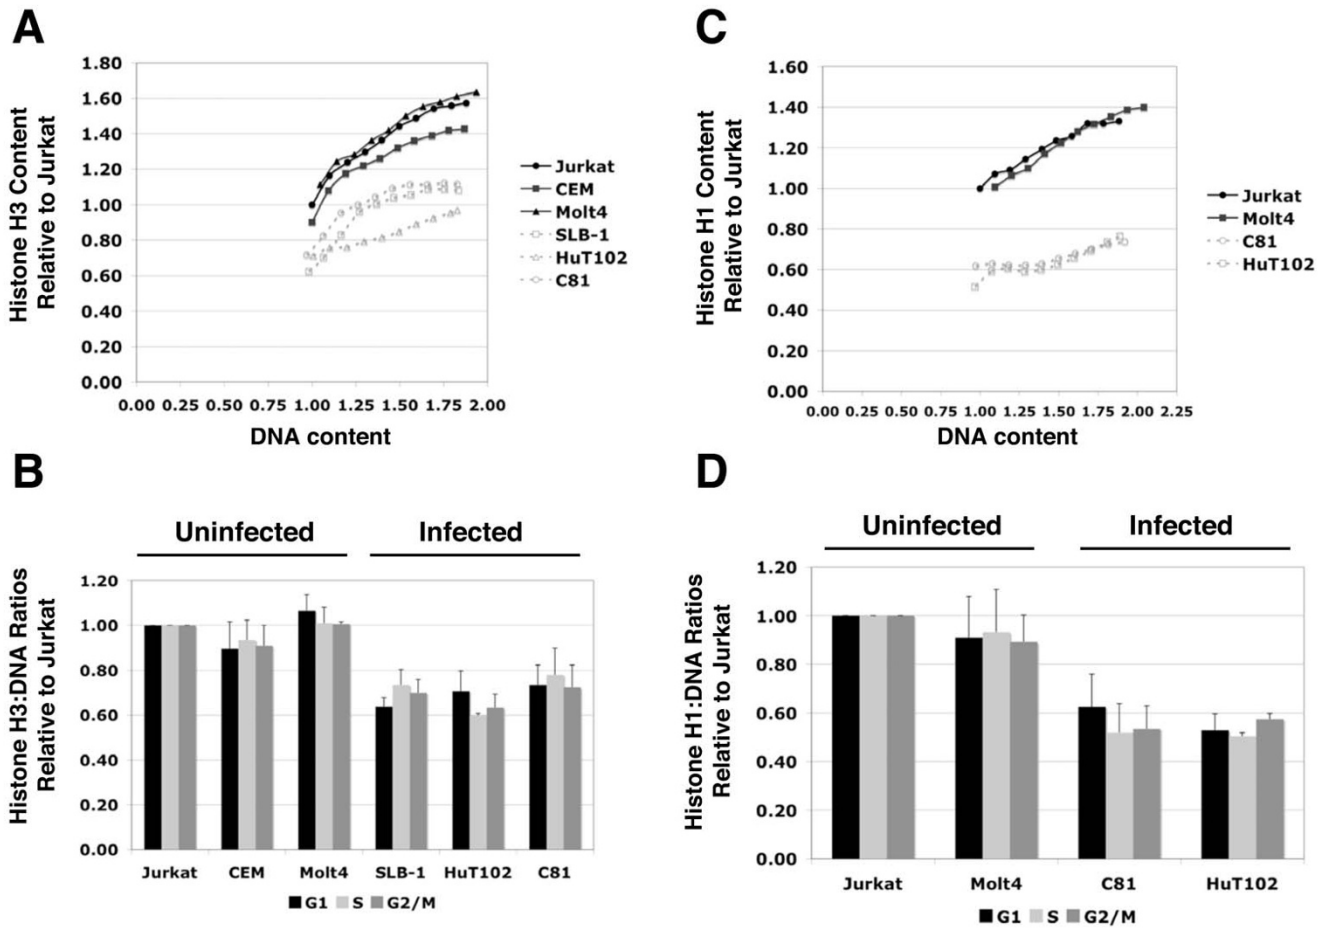 A
Histone H3 Content
Relative to Jurkat
1.80
1.60
1.40
1.20
1.00
0.80
0.60
0.40
0.20
0.00
0.00 0.25 0.50 0.75 1.00 1.25 1.50 1.75 2.00
DNA content
Jurkat
CEM
Molt4
SLB-1
HuT102
C81
C
Histone H1 Content
Relative to Jurkat
1.60
1.40
1.20
1.00
0.80
0.60
0.40
0.20
0.00
0.00 0.25 0.50 0.75 1.00 1.25 1.50 1.75 2.00 2.25
DNA content
Jurkat
Molt4
C81
HuT102
B
Uninfected Infected
Histone H3:DNA Ratios
Relative to Jurkat
1.20
1.00
0.80
0.60
0.40
0.20
0.00
Jurkat CEM Molt4 SLB-1 HuT102 C81
G1 S G2/M
D
Uninfected Infected
Histone H1:DNA Ratios
Relative to Jurkat
1.20
1.00
0.80
0.60
0.40
0.20
0.00
Jurkat Molt4 C81 HuT102
G1 S G2/M